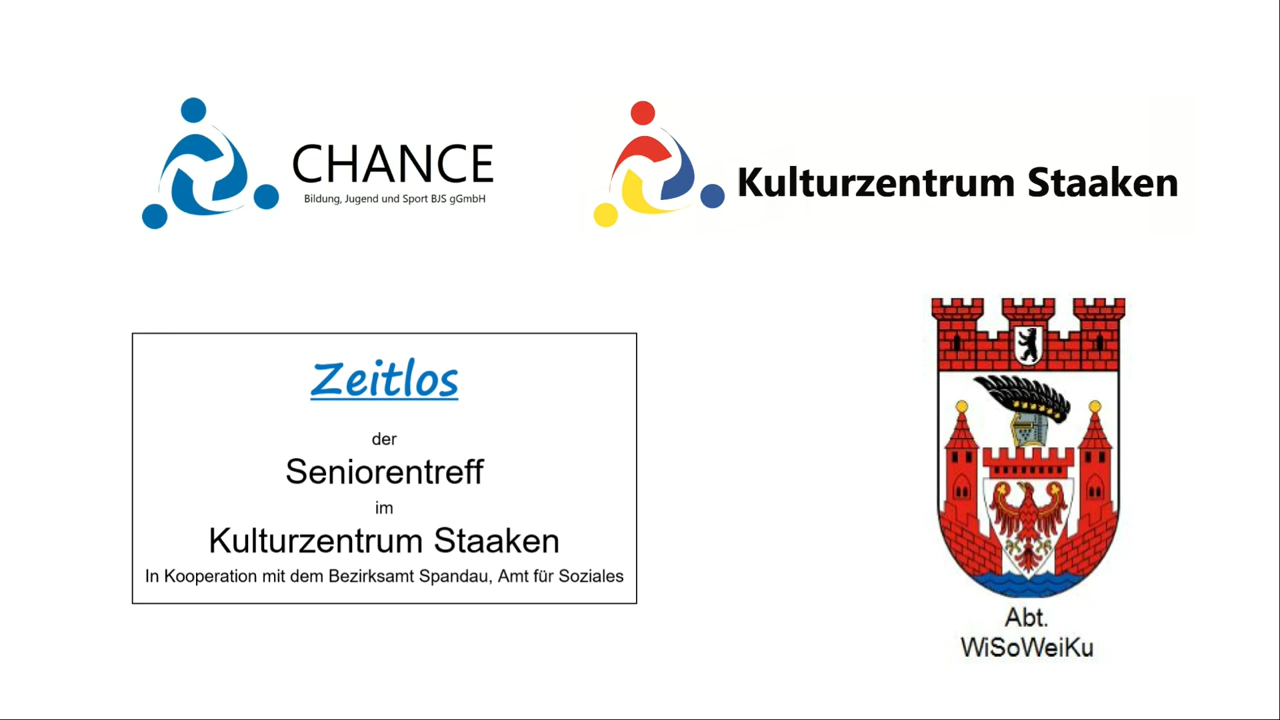 CHANCE
Bildung, Jugend und Sport BJS gGmbH
Kulturzentrum Staaken
Zeitlos
der
Seniorentreff
im
Kulturzentrum Staaken
In Kooperation mit dem Bezirksamt Spandau, Amt für Soziales
Abt.
WiSoWeiKu